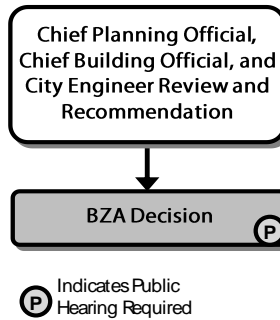 Chief Planning Official,
Chief Building Official, and
City Engineer Review and
Recommendation
BZA Decision
P
P
Indicates Public
Hearing Required